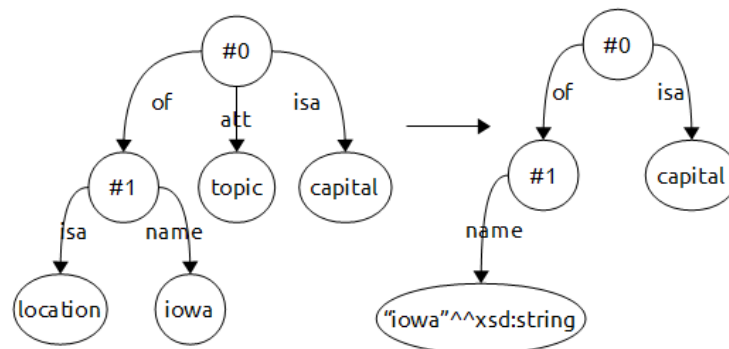 #0
#0
of
att
isa
of
isa
#1
topic
capital
#1
capital
isa
name
name
location
iowa
“iowa”^^xsd:string